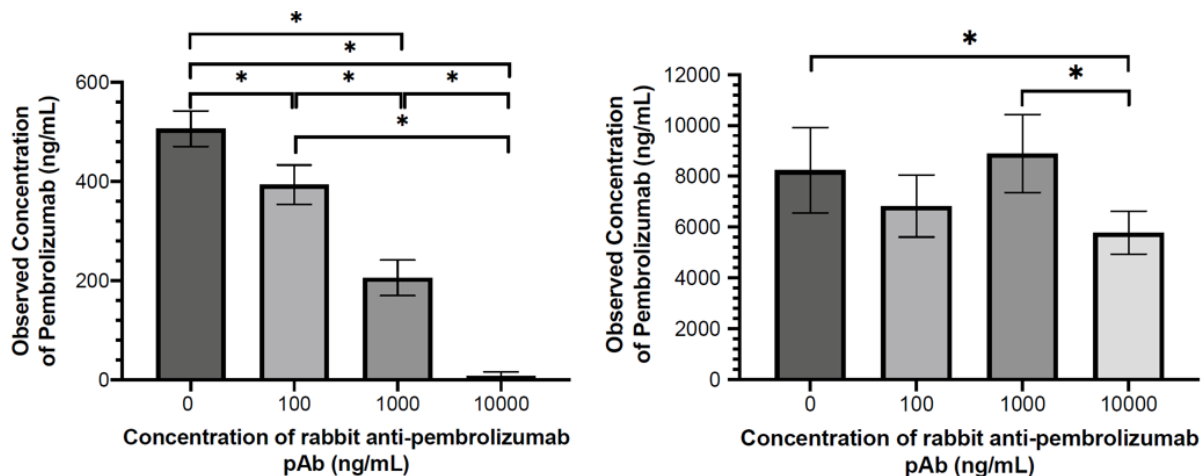 *
*
* * *
*
600
400
200
0
Observed Concentration
of Pembrolizumab (ng/mL)
0 100 1000 10000
Concentration of rabbit anti-pembrolizumab
pAb (ng/mL)
*
*
12000
10000
8000
6000
4000
2000
0
Observed Concentration
of Pembrolizumab (ng/mL)
0 100 1000 10000
Concentration of rabbit anti-pembrolizumab
pAb (ng/mL)